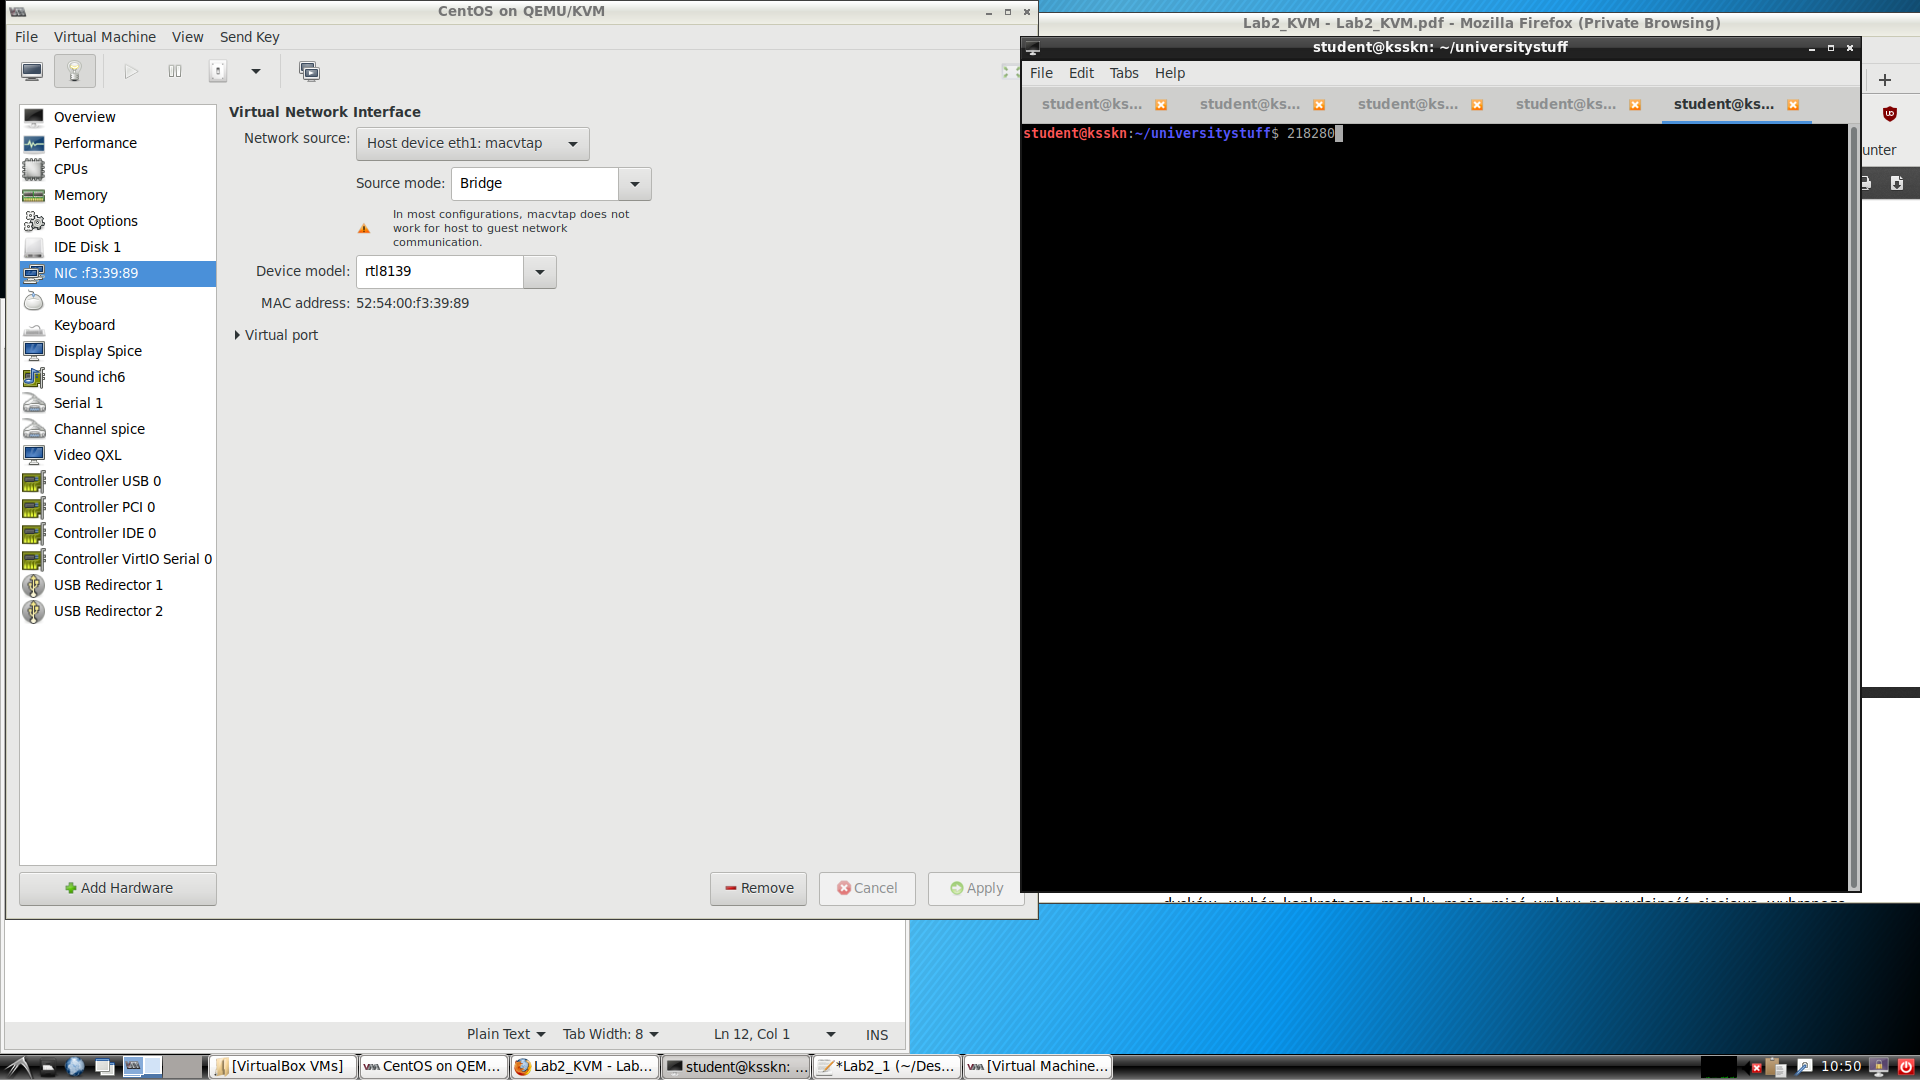 CentOS on QEMU/KVM
File Virtual Machine View Send Key
Overview
Performance
CPUs
Memory
Boot Options
IDE Disk 1
NIC :f3:39:89
Mouse
Keyboard
Display Spice
Sound ich6
Serial 1
Channel spice
Video QXL
Controller USB 0
Controller PCI 0
Controller IDE 0
Controller VirtIO Serial 0
USB Redirector 1
USB Redirector 2
Add Hardware
Virtual Network Interface
Network source: Host device eth1: macvtap
Source mode: Bridge
In most configurations, macvtap does not
work for host to guest network
communication.
Device model: rtl8139
MAC address: 52:54:00:f3:39:89
Virtual port
Remove Cancel Apply
Lab2_KVM - Lab2_KVM.pdf - Mozilla Firefox (Private Browsing)
student@ksskn: ~/universitystuff
File Edit Tabs Help
student@ks... student@ks... student@ks... student@ks... student@ks...
student@ksskn:~/universitystuff$ 218280
unter
Plain Text Tab Width: 8 Ln 12, Col 1 INS
[VirtualBox VMs] CentOS on QEM... Lab2_KVM - Lab... student@ksskn: ... *Lab2_1 (~/Des... [Virtual Machine... 10:50